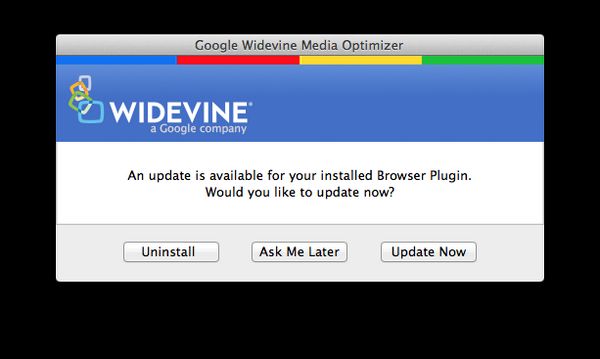 Google Widevine Media Optimizer
WIDEVINE®
a Google company
An update is available for your installed Browser Plugin.
Would you like to update now?
Uninstall
Ask Me Later
Update Now